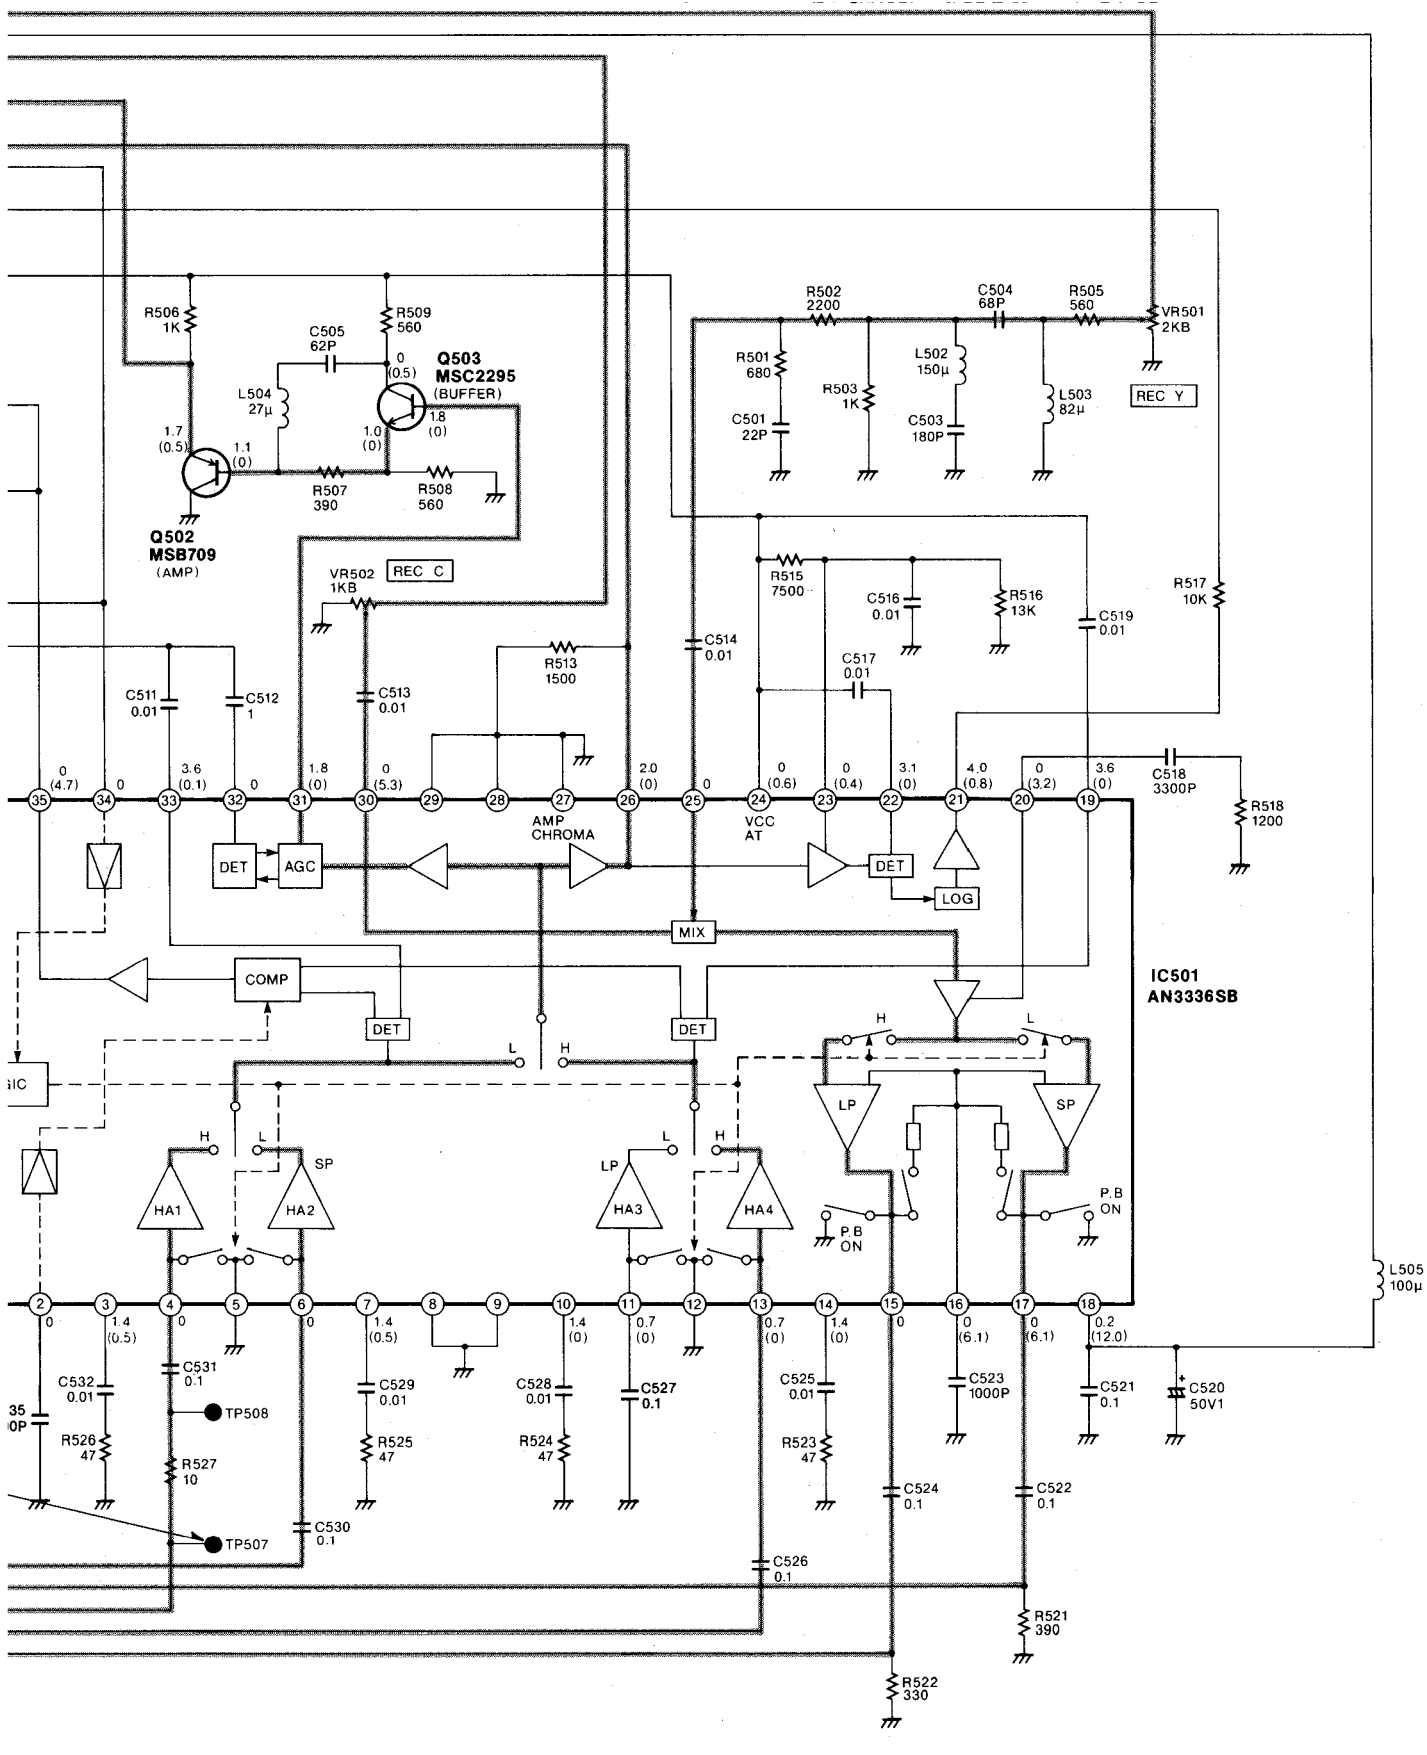 R506
1K
R509
560
C505
62P
0
(0.5)
Q503
MSC2295
(BUFFER)
L504
27μ
1.8
(0)
1.7
(0.5)
1.1
(0)
1.0
(0)
R507
390
R508
560
Q502
MSB709
(AMP)
VR502
1KB
REC C
R502
2200
C504
68P
R505
560
VR501
2KB
R501
680
R503
1K
L502
150μ
L503
82μ
REC Y
C501
22P
C503
180P
R515
7500
C516
0.01
R516
13K
C519
0.01
R517
10K
C514
0.01
C517
0.01
R513
1500
C511
0.01
C512
1
C513
0.01
C518
3300P
R518
1200
0
(4.7)
0
3.6
(0.1)
0
1.8
(0)
0
(5.3)
2.0
(0)
0
0
(0.6)
0
(0.4)
3.1
(0)
4.0
(0.8)
0
(3.2)
3.6
(0)
35
34
33
32
31
30
29
28
27
26
25
24
23
22
21
20
19
AMP
CHROMA
VCC
AT
DET
AGC
DET
LOG
MIX
COMP
DET
DET
IC501
AN3336SB
H
L
L
H
GIC
LP
SP
H
L
SP
LP
L
H
HA1
HA2
HA3
HA4
P.B
ON
P.B
ON
L505
100μ
2
3
4
5
6
7
8
9
10
11
12
13
14
15
16
17
18
0
1.4
(0.5)
0
0
1.4
(0.5)
1.4
(0)
0.7
(0)
0.7
(0)
1.4
(0)
0
0
(6.1)
0
(6.1)
0.2
(12.0)
C532
0.01
C531
0.1
C529
0.01
C528
0.01
C527
0.1
C525
0.01
C523
1000P
C521
0.1
+
C520
50V1
35
0P
TP508
R526
47
R527
10
R525
47
R524
47
R523
47
C524
0.1
C522
0.1
C530
0.1
TP507
C526
0.1
R521
390
R522
330